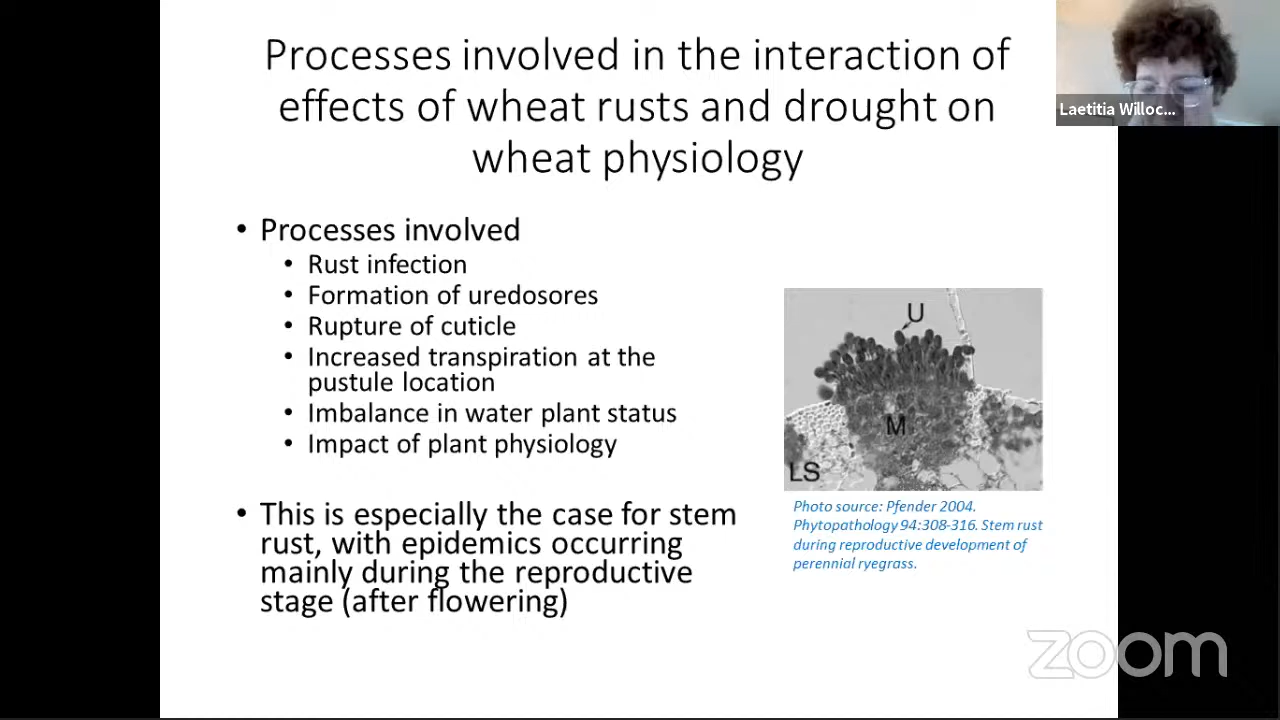 Processes involved in the interaction of
effects of wheat rusts and drought on
wheat physiology
Laetitia Willoc...
• Processes involved
• Rust infection
• Formation of uredosores
• Rupture of cuticle
• Increased transpiration at the
pustule location
• Imbalance in water plant status
• Impact of plant physiology
• This is especially the case for stem
rust, with epidemics occurring
mainly during the reproductive
stage (after flowering)
U
M
LS
Photo source: Pfender 2004.
Phytopathology 94:308-316. Stem rust
during reproductive development of
perennial ryegrass.
zoom